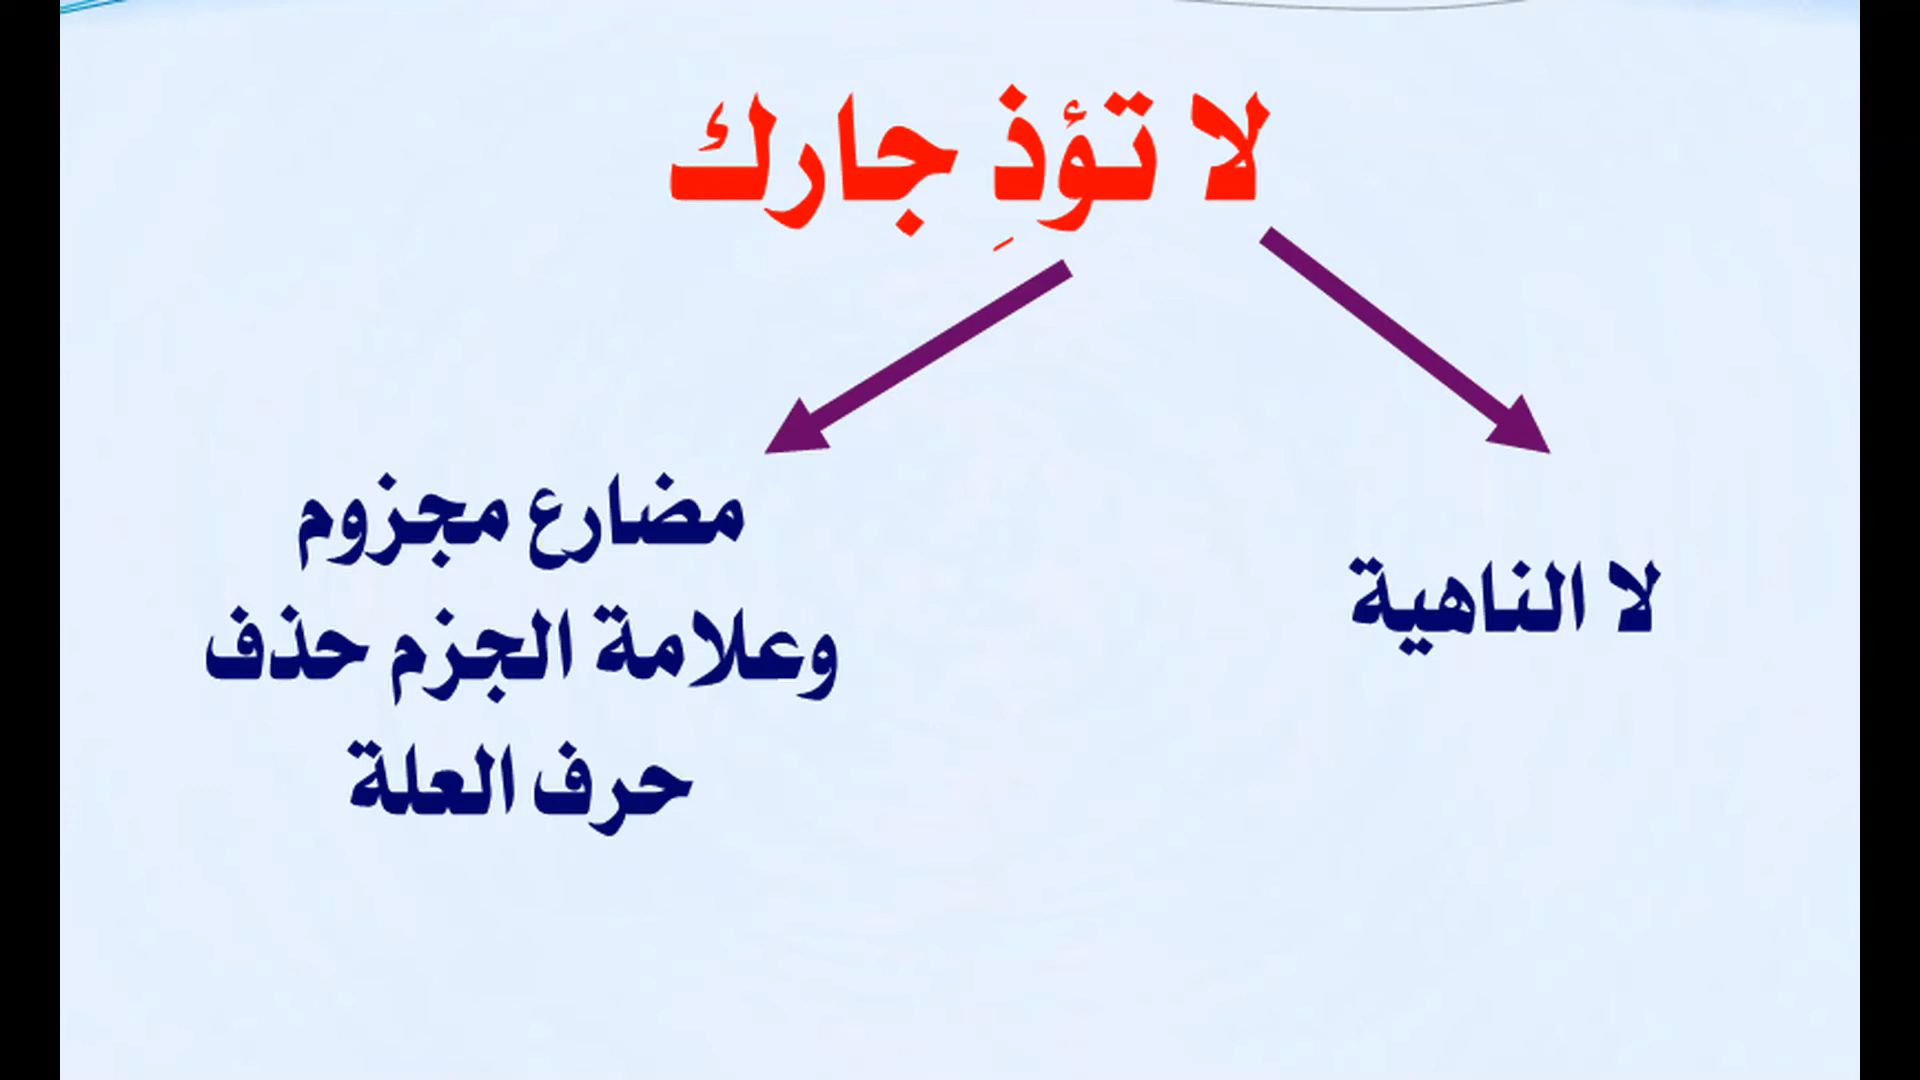 لا تؤذِ جارك
لا الناهية
مضارع مجزوم
وعلامة الجزم حذف
حرف العلة